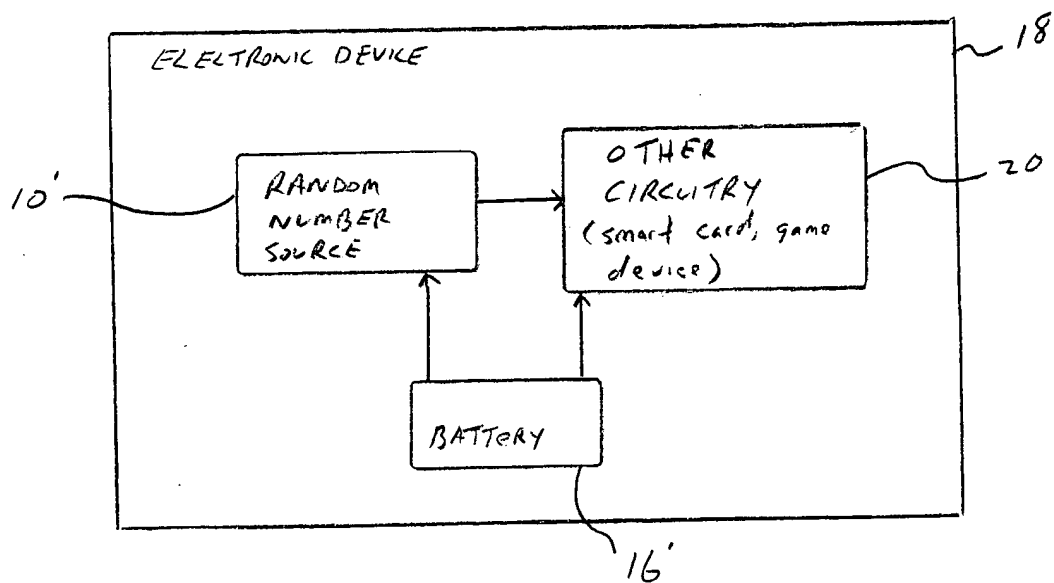 ELECTRONIC DEVICE
18
10'
RANDOM
NUMBER
SOURCE
OTHER
CIRCUITRY
(smart card, game
device)
20
BATTERY
16'